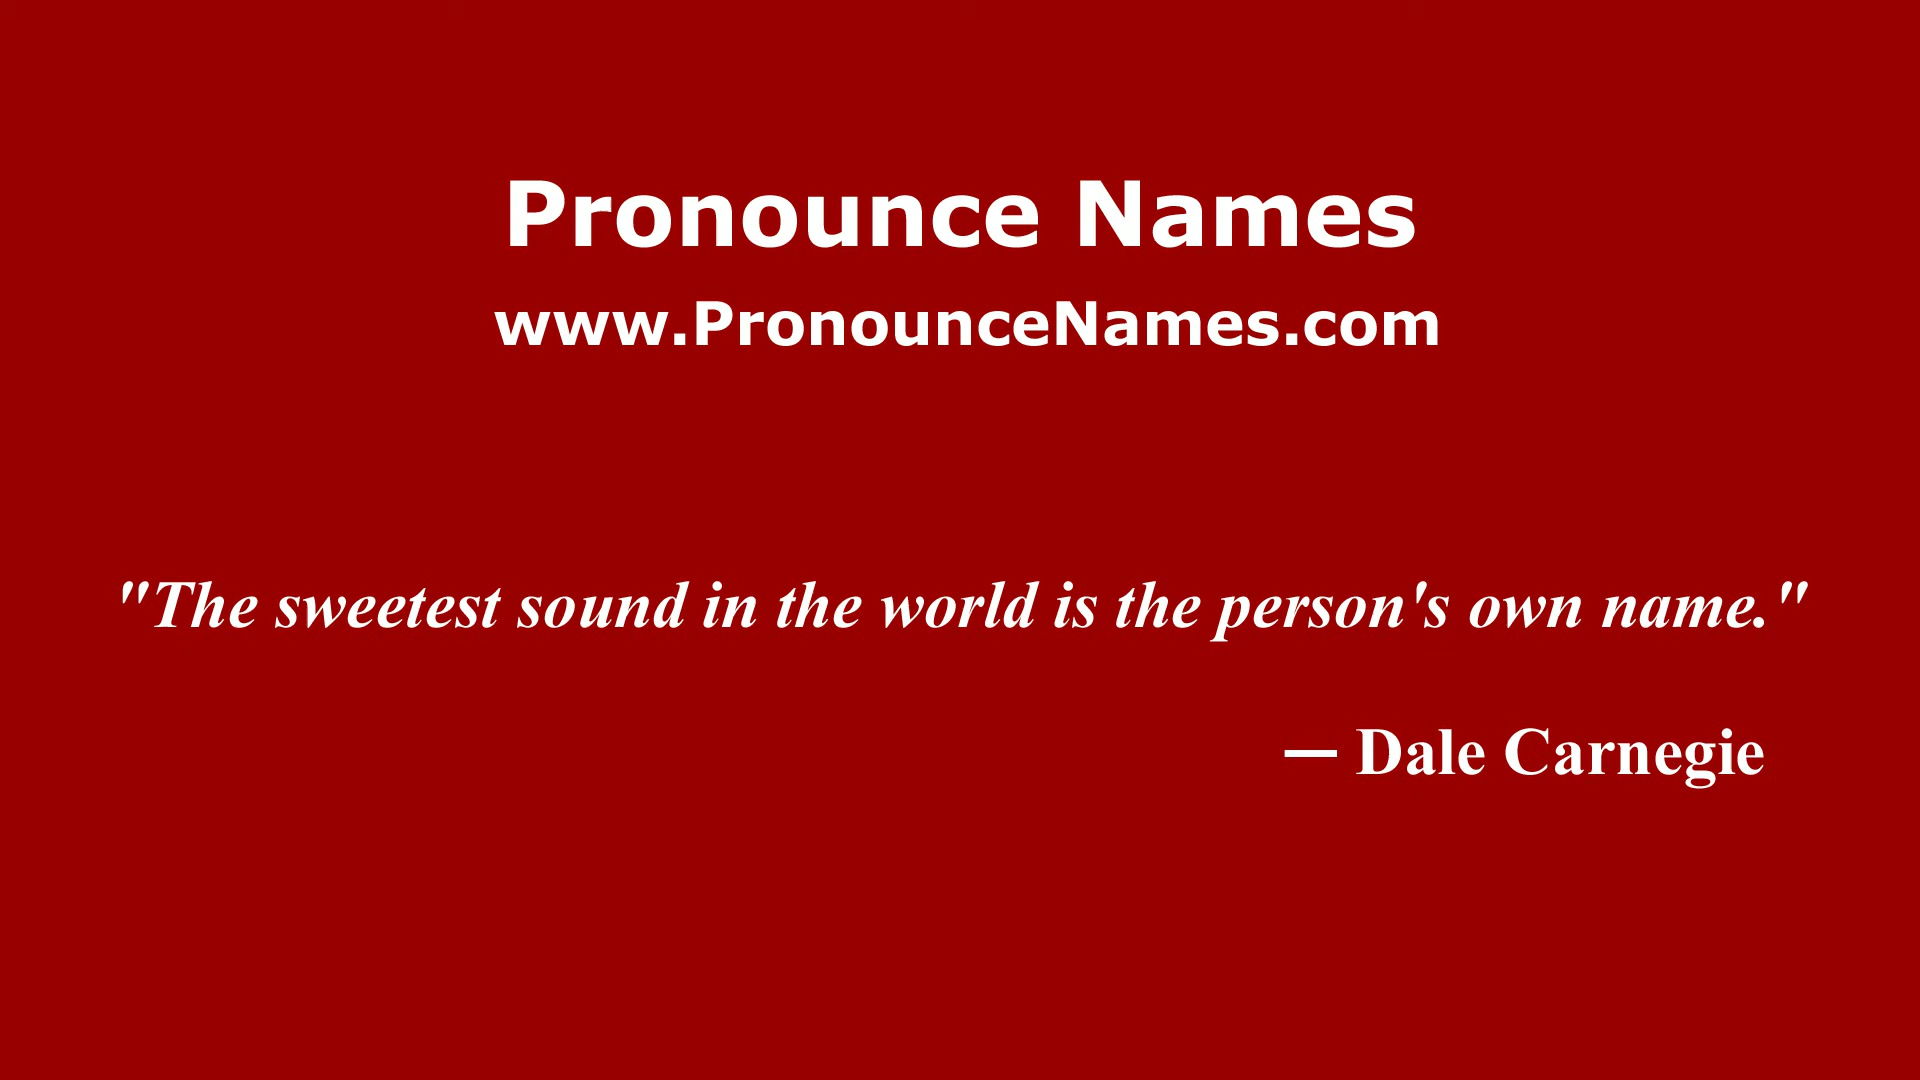 Pronounce Names
www.PronounceNames.com
"The sweetest sound in the world is the person's own name."
— Dale Carnegie